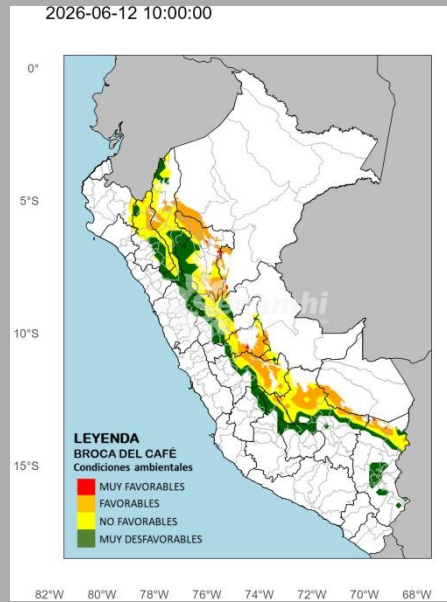 2026-06-12 10:00:00
0°
5°S
10°S
15°S
senamhi
LEYENDA
BROCA DEL CAFÉ
Condiciones ambientales
MUY FAVORABLES
FAVORABLES
NO FAVORABLES
MUY DESFAVORABLES
82°W 80°W 78°W 76°W 74°W 72°W 70°W 68°W